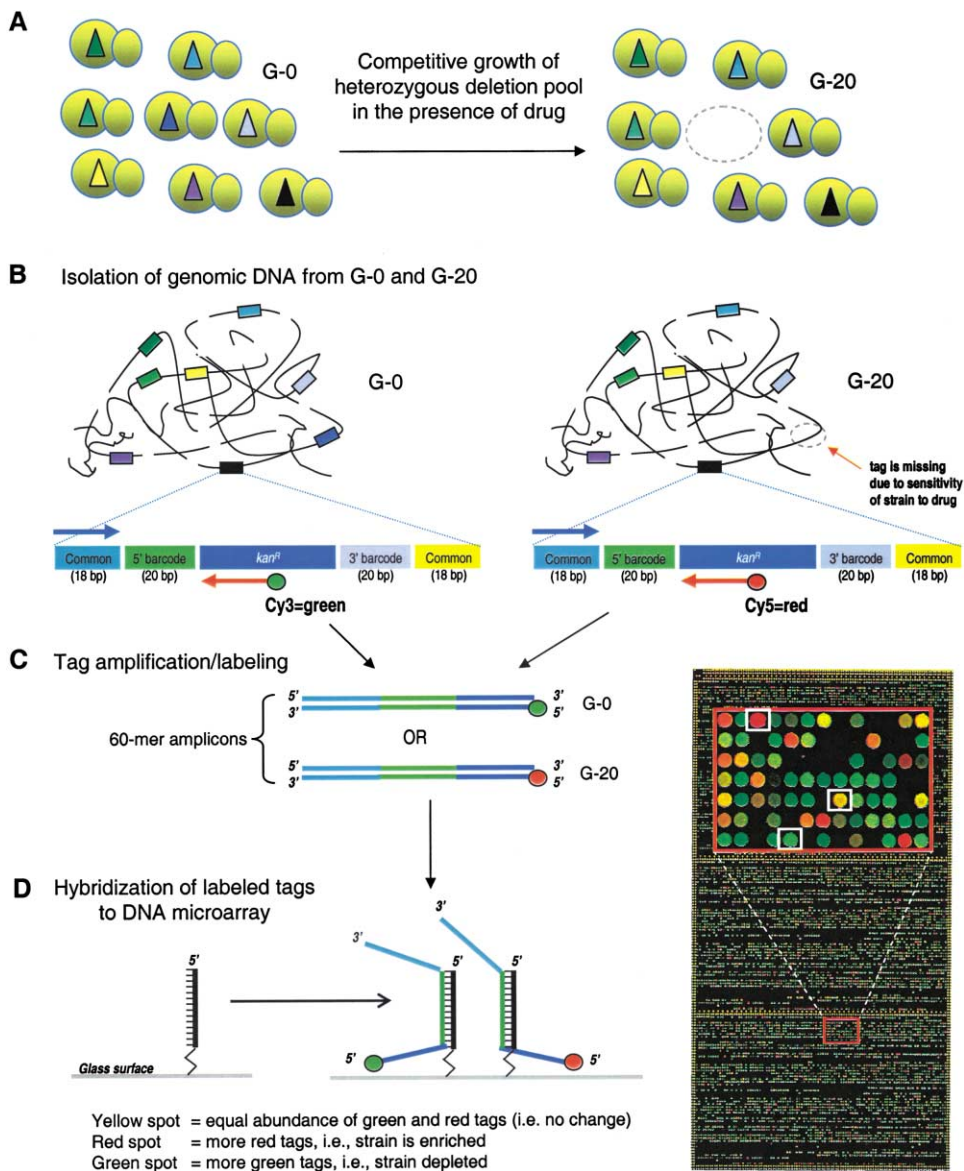 A
G-0
Competitive growth of
heterozygous deletion pool
in the presence of drug
G-20
B Isolation of genomic DNA from G-0 and G-20
G-0
G-20
tag is missing
due to sensitivity
of strain to drug
Common 5' barcode kanR 3' barcode Common
(18 bp) (20 bp) (20 bp) (18 bp)
Cy3=green
Common 5' barcode kanR 3' barcode Common
(18 bp) (20 bp) (20 bp) (18 bp)
Cy5=red
C Tag amplification/labeling
5' 3'
3' 5'
G-0
60-mer amplicons
OR
5' 3'
3' 5'
G-20
D Hybridization of labeled tags
to DNA microarray
5'
Glass surface
3'
3'
5'
5'
5'
5'
Yellow spot = equal abundance of green and red tags (i.e. no change)
Red spot = more red tags, i.e., strain is enriched
Green spot = more green tags, i.e., strain depleted